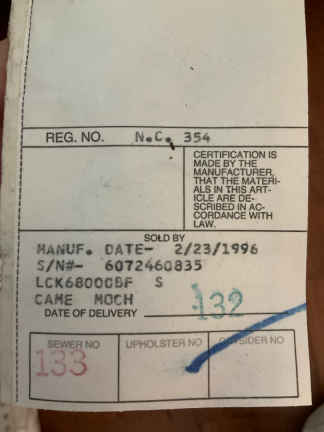 REG. NO. N.C. 354
CERTIFICATION IS
MADE BY THE
MANUFACTURER,
THAT THE MATERI-
ALS IN THIS ART-
ICLE ARE DE-
SCRIBED IN AC-
CORDANCE WITH
LAW.
SOLD BY
MANUF. DATE- 2/23/1996
S/N#- 6072460835
LCK68000BF S
CAME MOCH
132
DATE OF DELIVERY
SEWER NO UPHOLSTER NO OUTSIDER NO
133